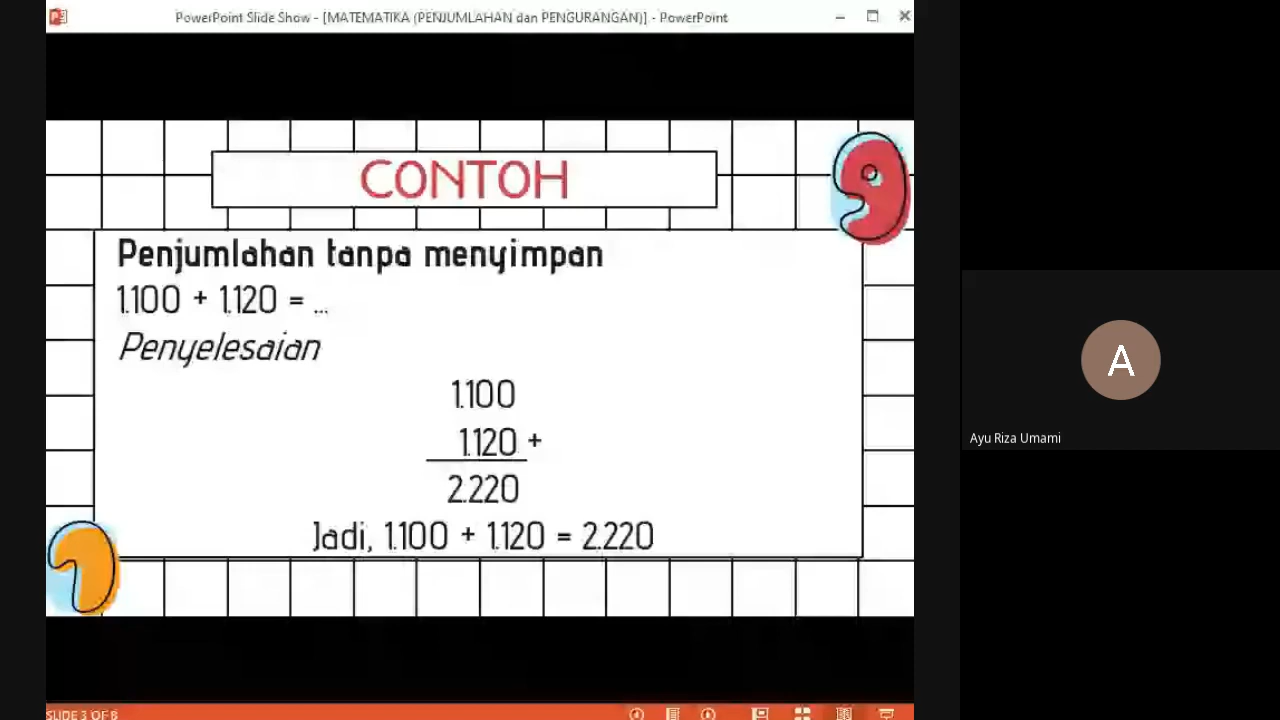 PowerPoint Slide Show - [MATEMATIKA (PENJUMLAHAN dan PENGURANGAN)] - PowerPoint
CONTOH
9
Penjumlahan tanpa menyimpan
1.100 + 1.120 = ...
Penyelesaian
1.100
1.120 +
2.220
Jadi, 1.100 + 1.120 = 2.220
A
Ayu Riza Umami
SLIDE 3 OF 8